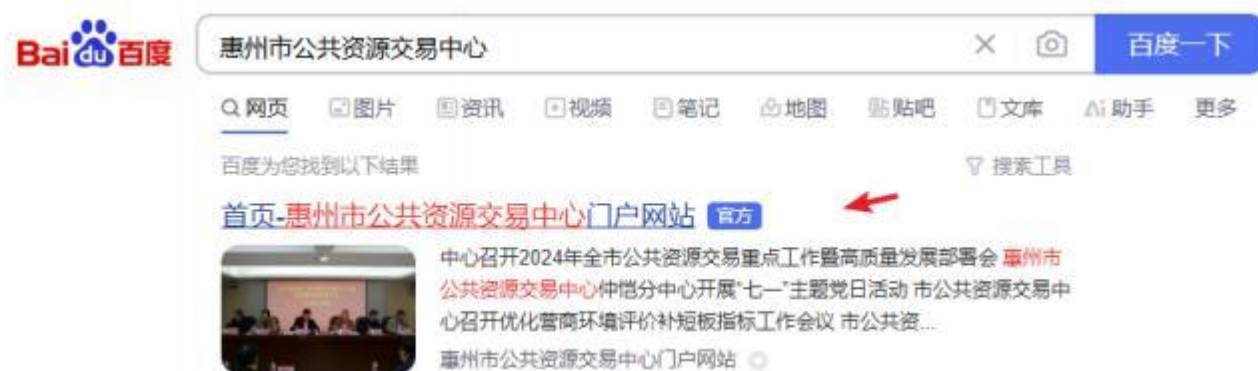 Bai du 百度 惠州市公共资源交易中心 百度一下
网页 图片 资讯 视频 笔记 地图 贴 贴吧 文库 Ai 助手 更多
百度为您找到以下结果 搜索工具
首页-惠州市公共资源交易中心门户网站 官方
中心召开2024年全市公共资源交易重点工作暨高质量发展部署会 惠州市
公共资源交易中心仲恺分中心开展"七一"主题党日活动 市公共资源交易中
心召开优化营商环境评价补短板指标工作会议 市公共资...
惠州市公共资源交易中心门户网站